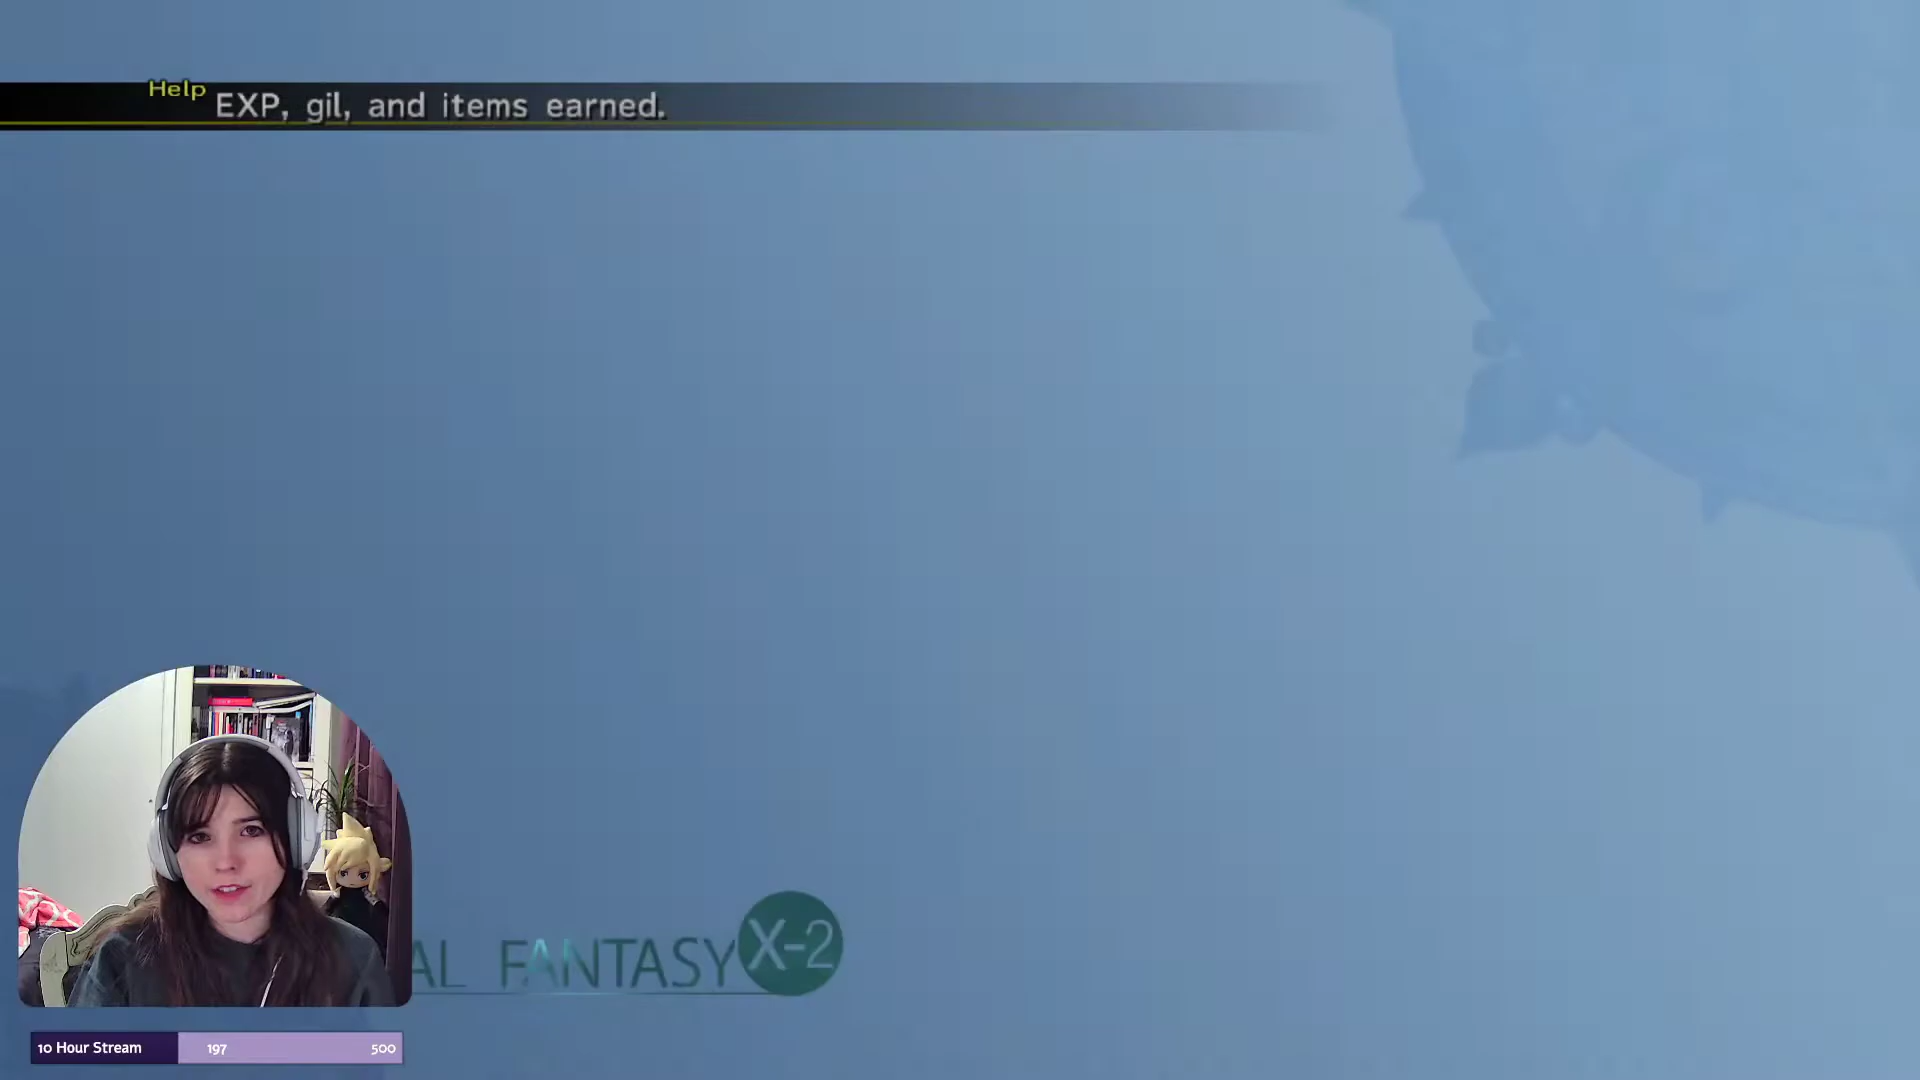 Help
EXP, gil, and items earned.
AL FANTASY X-2
10 Hour Stream 197 500